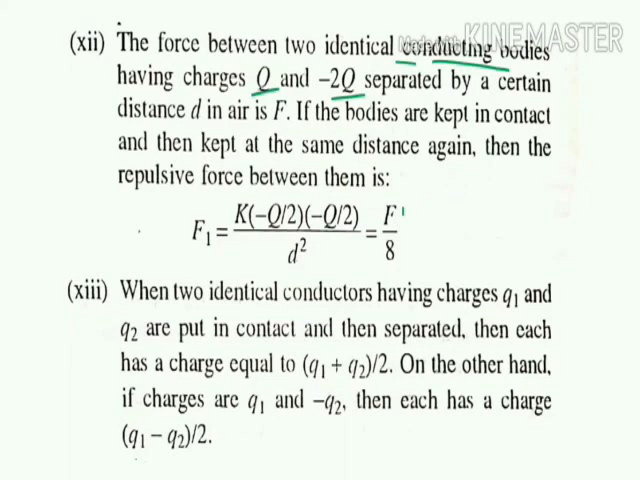 Made With KINEMASTER
(xii) The force between two identical conducting bodies
having charges Q and –2Q separated by a certain
distance d in air is F. If the bodies are kept in contact
and then kept at the same distance again, then the
repulsive force between them is:
F₁ = K(–Q/2)(–Q/2) / d² = F / 8
(xiii) When two identical conductors having charges q₁ and
q₂ are put in contact and then separated, then each
has a charge equal to (q₁ + q₂)/2. On the other hand,
if charges are q₁ and –q₂, then each has a charge
(q₁ – q₂)/2.